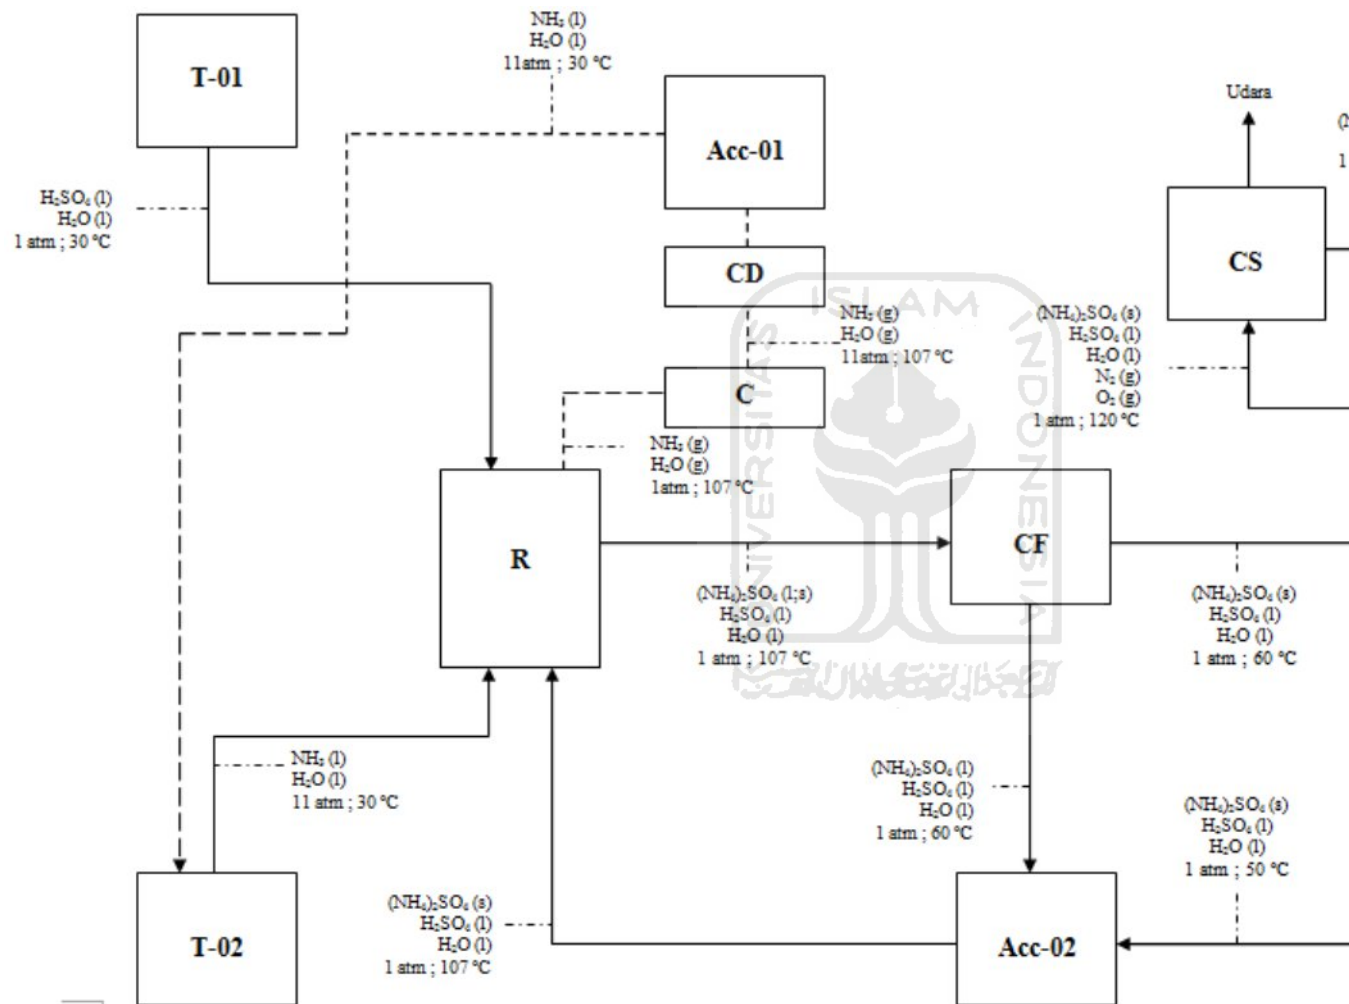 NH₃ (l)
H₂O (l)
11atm ; 30 °C
T-01
Acc-01
Udara
(N
1
H₂SO₄ (l)
H₂O (l)
1 atm ; 30 °C
CD
CS
NH₃ (g)
H₂O (g)
11atm ; 107 °C
(NH₄)₂SO₄ (s)
H₂SO₄ (l)
H₂O (l)
N₂ (g)
O₂ (g)
1 atm ; 120 °C
C
NH₃ (g)
H₂O (g)
1atm ; 107 °C
R
CF
(NH₄)₂SO₄ (l;s)
H₂SO₄ (l)
H₂O (l)
1 atm ; 107 °C
(NH₄)₂SO₄ (s)
H₂SO₄ (l)
H₂O (l)
1 atm ; 60 °C
NH₃ (l)
H₂O (l)
11 atm ; 30 °C
(NH₄)₂SO₄ (l)
H₂SO₄ (l)
H₂O (l)
1 atm ; 60 °C
(NH₄)₂SO₄ (s)
H₂SO₄ (l)
H₂O (l)
1 atm ; 50 °C
(NH₄)₂SO₄ (s)
H₂SO₄ (l)
H₂O (l)
1 atm ; 107 °C
T-02
Acc-02
UNIVERSITAS ISLAM INDONESIA